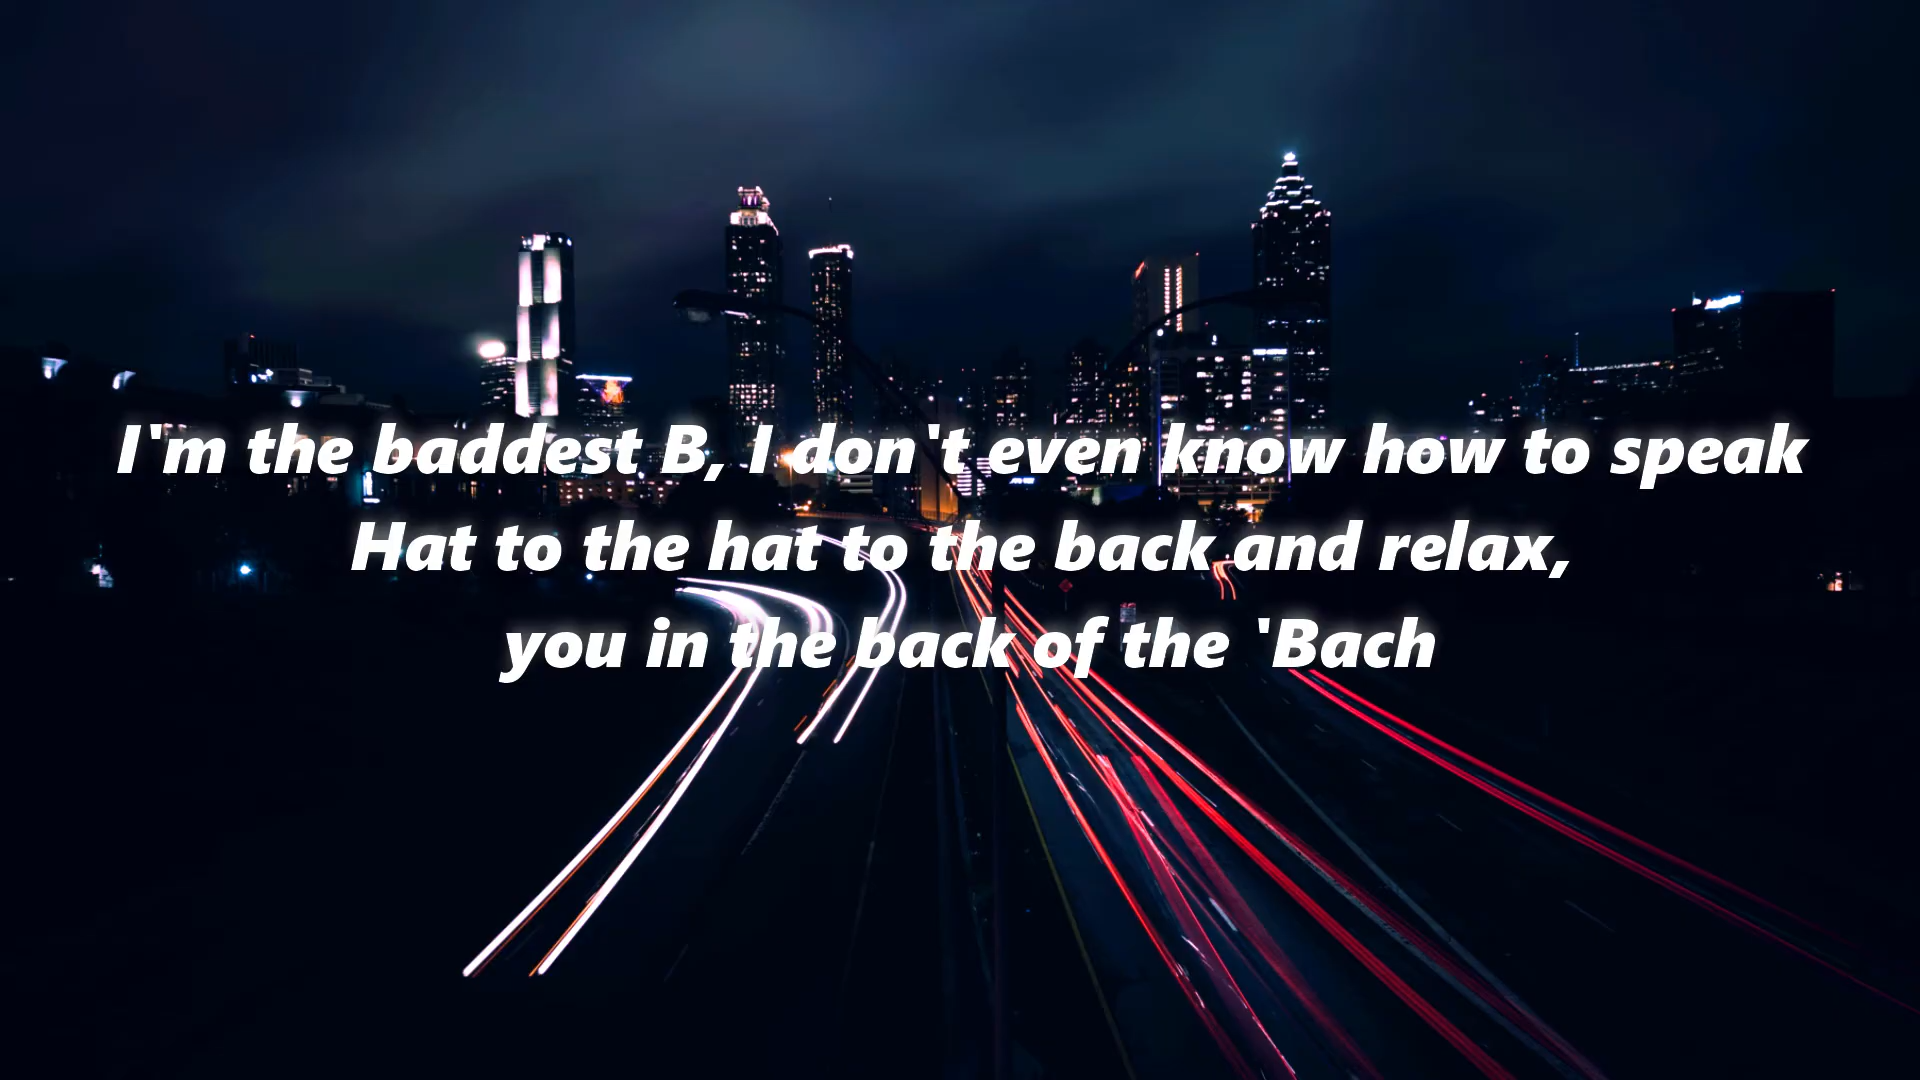 I'm the baddest B, I don't even know how to speak
Hat to the hat to the back and relax,
you in the back of the 'Bach